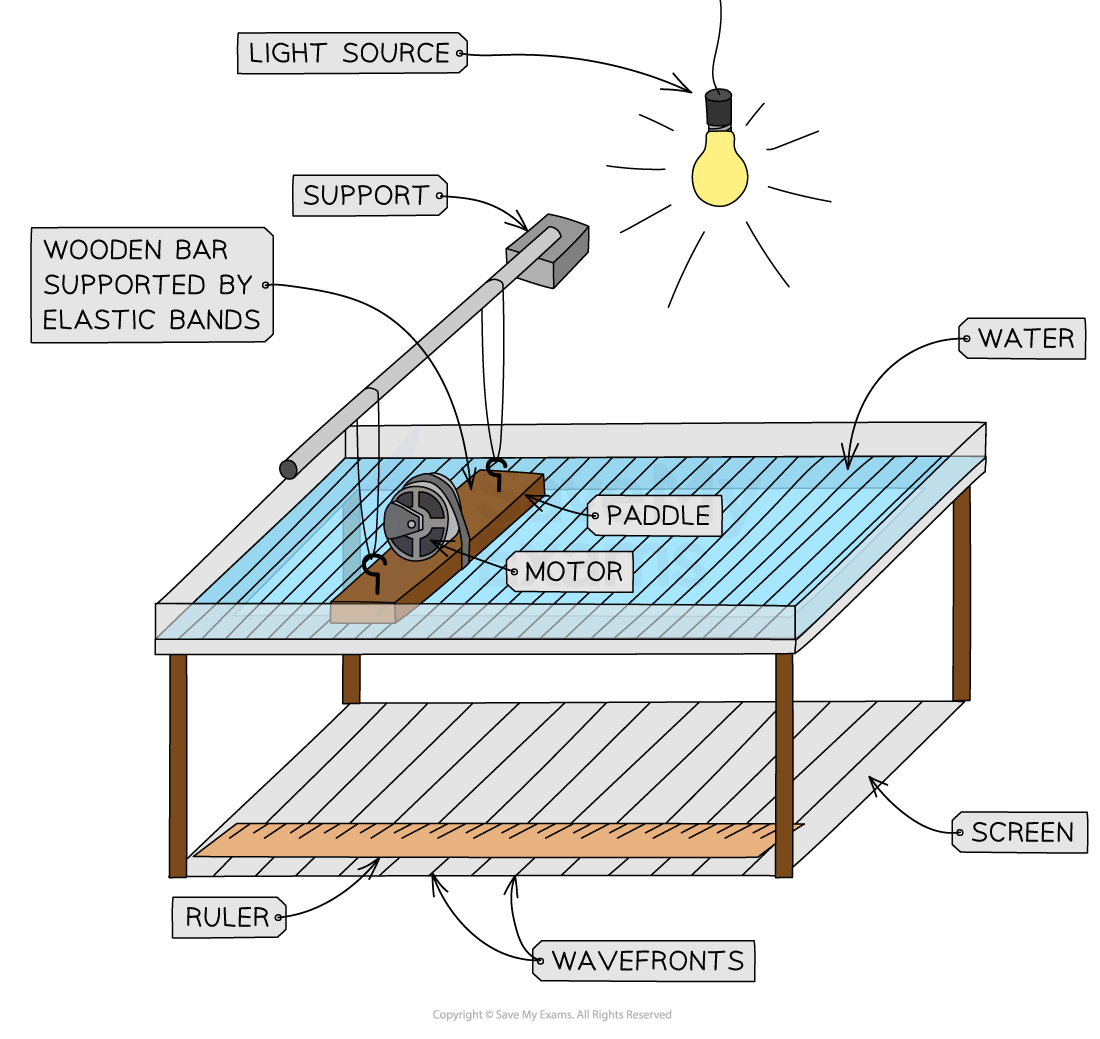 LIGHT SOURCE
SUPPORT
WOODEN BAR
SUPPORTED BY
ELASTIC BANDS
WATER
PADDLE
MOTOR
SCREEN
RULER
WAVEFRONTS
Copyright © Save My Exams. All Rights Reserved